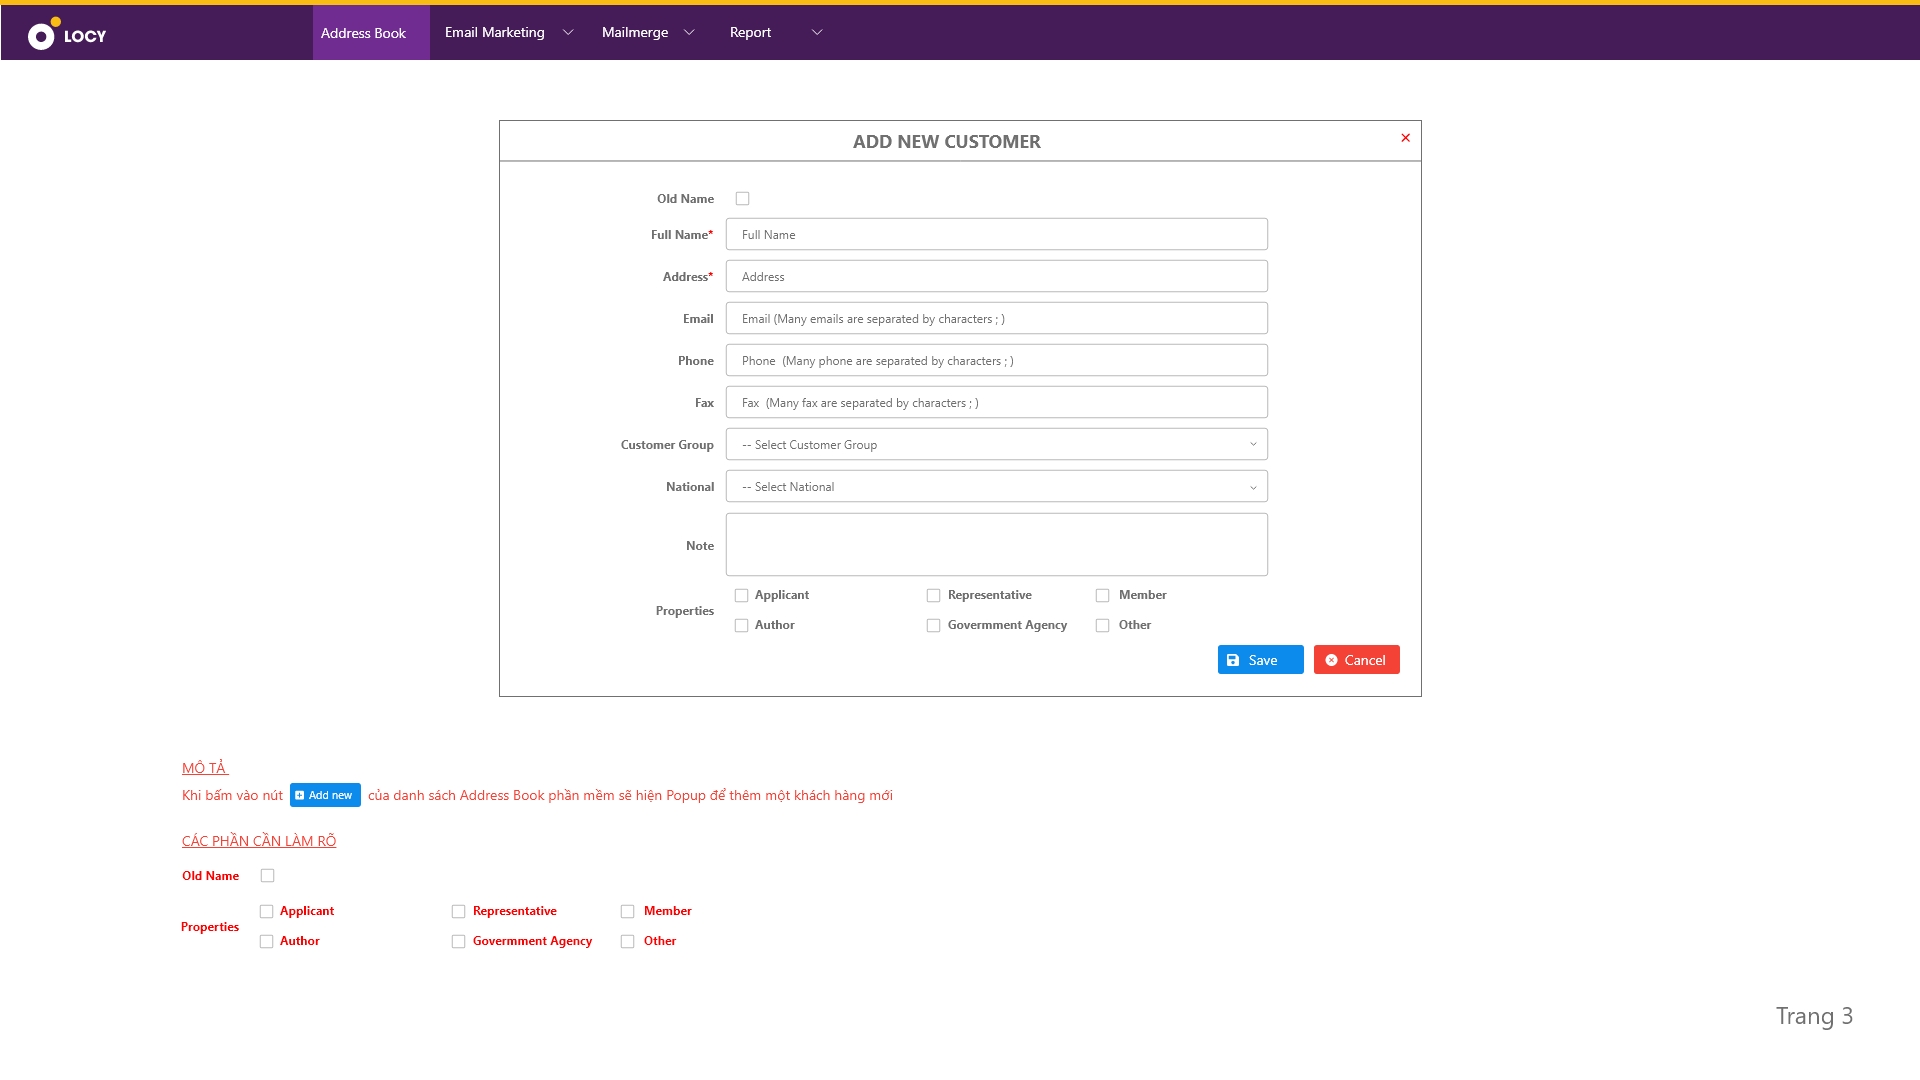 LOCY
Address Book Email Marketing Mailmerge Report
ADD NEW CUSTOMER
Old Name
Full Name* Full Name
Address* Address
Email Email (Many emails are separated by characters ; )
Phone Phone (Many phone are separated by characters ; )
Fax Fax (Many fax are separated by characters ; )
Customer Group -- Select Customer Group
National -- Select National
Note
Properties
Applicant Representative Member
Author Govermment Agency Other
Save Cancel
MÔ TẢ
Khi bấm vào nút Add new của danh sách Address Book phần mềm sẽ hiện Popup để thêm một khách hàng mới
CÁC PHẦN CẦN LÀM RÕ
Old Name
Properties
Applicant Representative Member
Author Govermment Agency Other
Trang 3